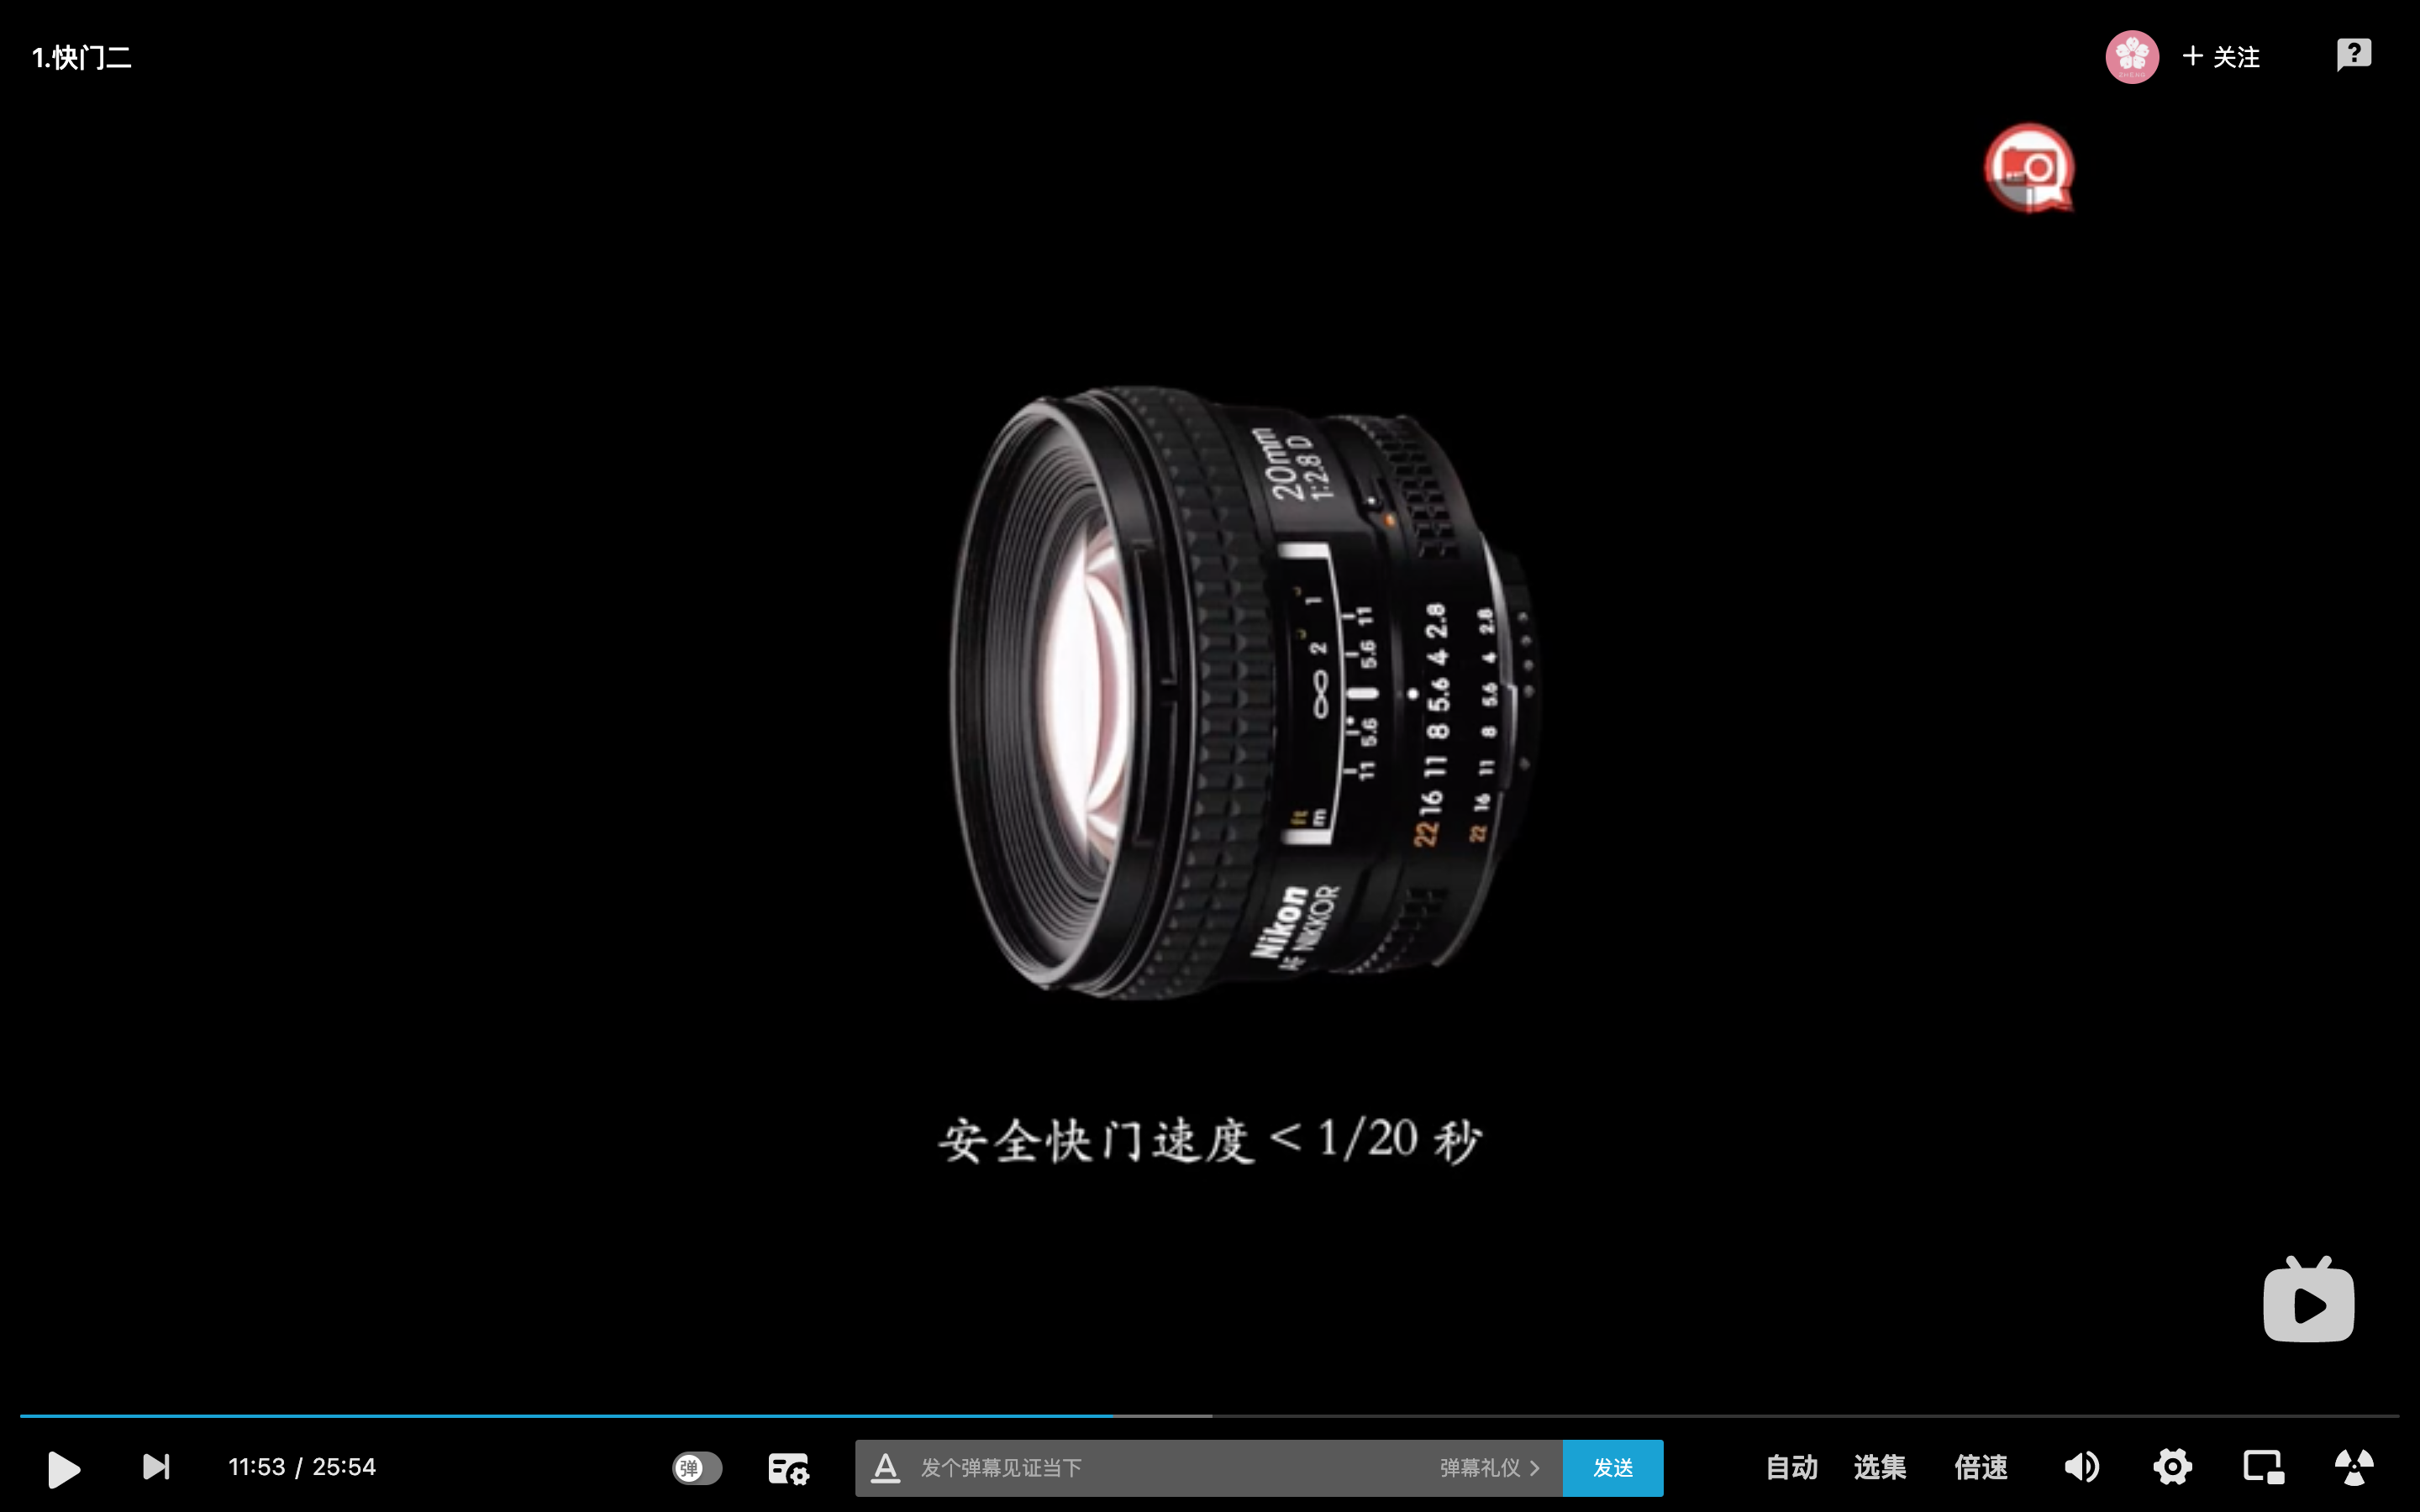 1.快门二
+ 关注
ZHENG
20mm
1:2.8 D
1
2
∞
ft
m
11
5.6
5.6
11
2.8
4
5.6
8
11
16
22
2.8
4
5.6
8
11
16
22
Nikon
AF NIKKOR
安全快门速度 < 1/20 秒
11:53 / 25:54
弹
发个弹幕见证当下
弹幕礼仪 >
发送
自动
选集
倍速